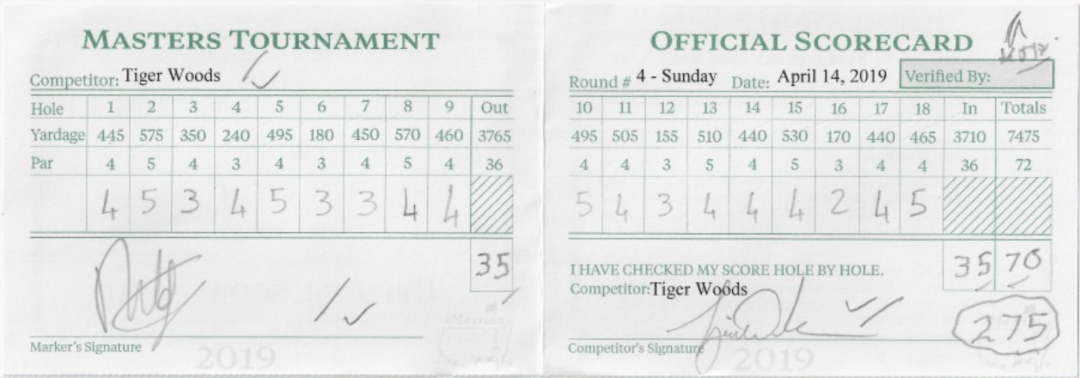 MASTERS TOURNAMENT
Competitor: Tiger Woods
Hole 1 2 3 4 5 6 7 8 9 Out
Yardage 445 575 350 240 495 180 450 570 460 3765
Par 4 5 4 3 4 3 4 5 4 36
4 5 3 4 5 3 3 4 4
35
Marker's Signature
2019
OFFICIAL SCORECARD
Round # 4 - Sunday Date: April 14, 2019 Verified By:
10 11 12 13 14 15 16 17 18 In Totals
495 505 155 510 440 530 170 440 465 3710 7475
4 4 3 5 4 5 3 4 4 36 72
5 4 3 4 4 4 2 4 5
35 70
I HAVE CHECKED MY SCORE HOLE BY HOLE.
Competitor: Tiger Woods
275
Competitor's Signature
2019